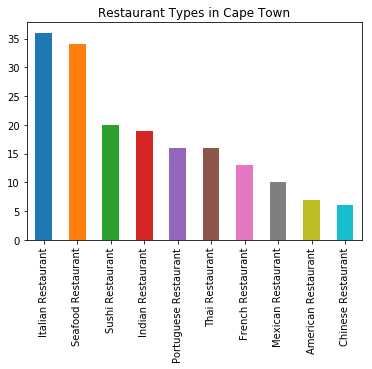 Restaurant Types in Cape Town
35
30
25
20
15
10
5
0
Italian Restaurant
Seafood Restaurant
Sushi Restaurant
Indian Restaurant
Portuguese Restaurant
Thai Restaurant
French Restaurant
Mexican Restaurant
American Restaurant
Chinese Restaurant